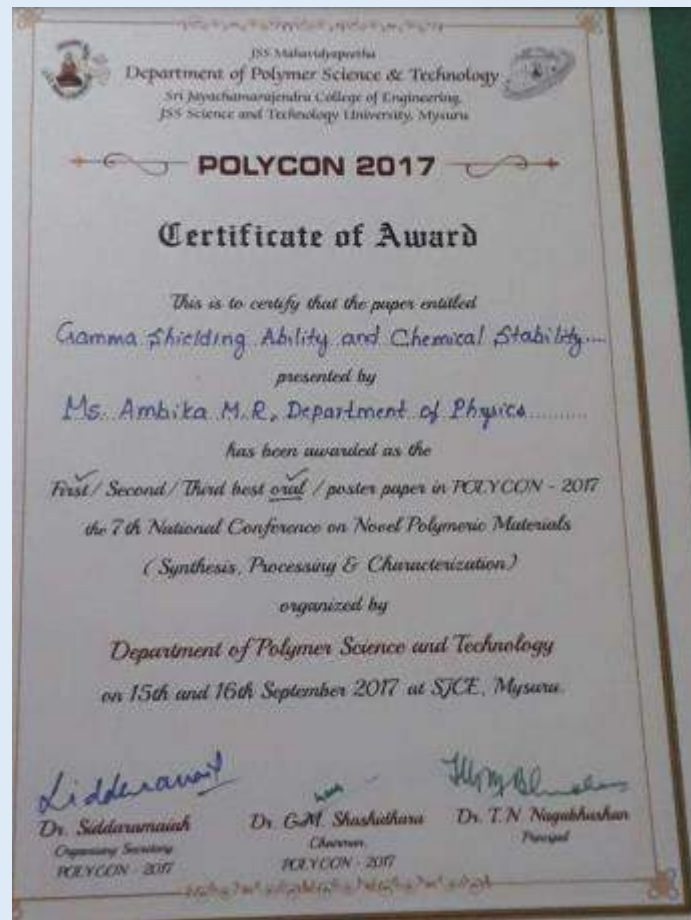 JSS Mahavidyapeetha
Department of Polymer Science & Technology
Sri Jayachamarajendra College of Engineering,
JSS Science and Technology University, Mysuru
POLYCON 2017
Certificate of Award
This is to certify that the paper entitled
Gamma Shielding Ability and Chemical Stability....
presented by
Ms. Ambika M.R, Department of Physics..........
has been awarded as the
First / Second / Third best oral / poster paper in POLYCON - 2017
the 7th National Conference on Novel Polymeric Materials
( Synthesis, Processing & Characterization )
organized by
Department of Polymer Science and Technology
on 15th and 16th September 2017 at SJCE, Mysuru.
Dr. Siddaramaiah
Organising Secretary
POLYCON - 2017
Dr. G.M. Shashidhara
Chairman
POLYCON - 2017
Dr. T.N. Nagabhushan
Principal